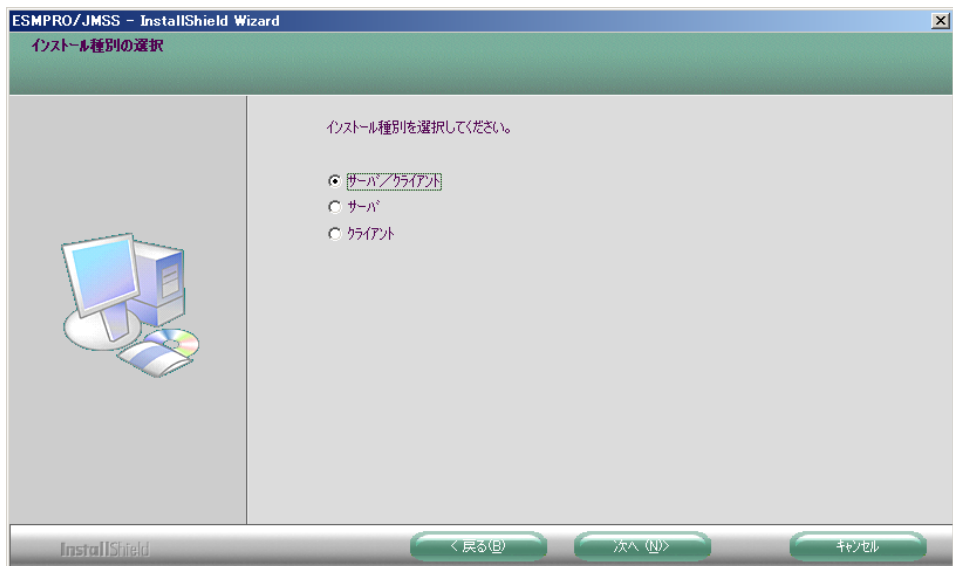 ESMPRO/JMSS - InstallShield Wizard
インストール種別の選択
インストール種別を選択してください。
サーバ／クライアント
サーバ
クライアント
InstallShield
< 戻る(B)
次へ (N)>
キャンセル